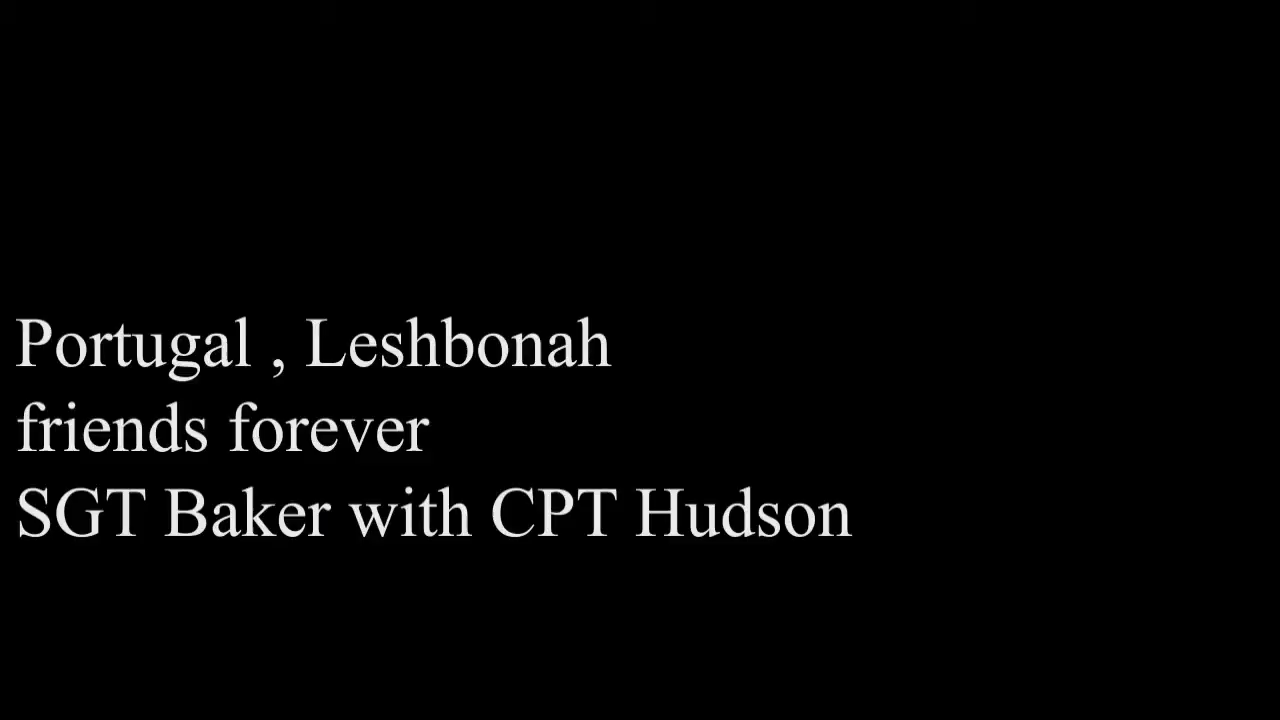 Portugal , Leshbonah
friends forever
SGT Baker with CPT Hudson